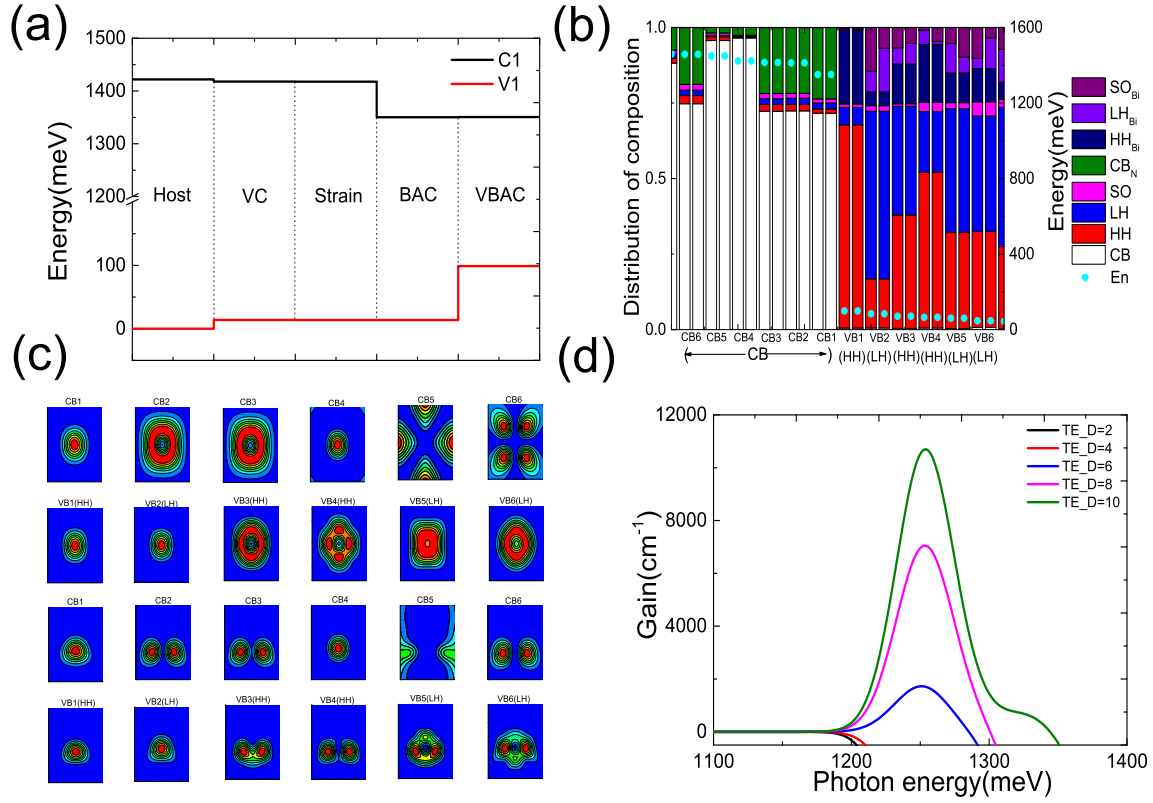 (a)
1500
1400
1300
1200
100
0
Energy(meV)
C1
V1
Host
VC
Strain
BAC
VBAC
(b)
1.0
0.5
0.0
Distribution of composition
1600
1200
800
400
0
Energy(meV)
CB6 CB5 CB4 CB3 CB2 CB1 VB1 VB2 VB3 VB4 VB5 VB6
( CB ) (HH) (LH) (HH) (HH) (LH) (LH)
SO_Bi
LH_Bi
HH_Bi
CB_N
SO
LH
HH
CB
En
(c)
CB1 CB2 CB3 CB4 CB5 CB6
VB1(HH) VB2(LH) VB3(HH) VB4(HH) VB5(LH) VB6(LH)
CB1 CB2 CB3 CB4 CB5 CB6
VB1(HH) VB2(LH) VB3(HH) VB4(HH) VB5(LH) VB6(LH)
(d)
12000
8000
4000
0
Gain(cm⁻¹)
TE_D=2
TE_D=4
TE_D=6
TE_D=8
TE_D=10
1100 1200 1300 1400
Photon energy(meV)